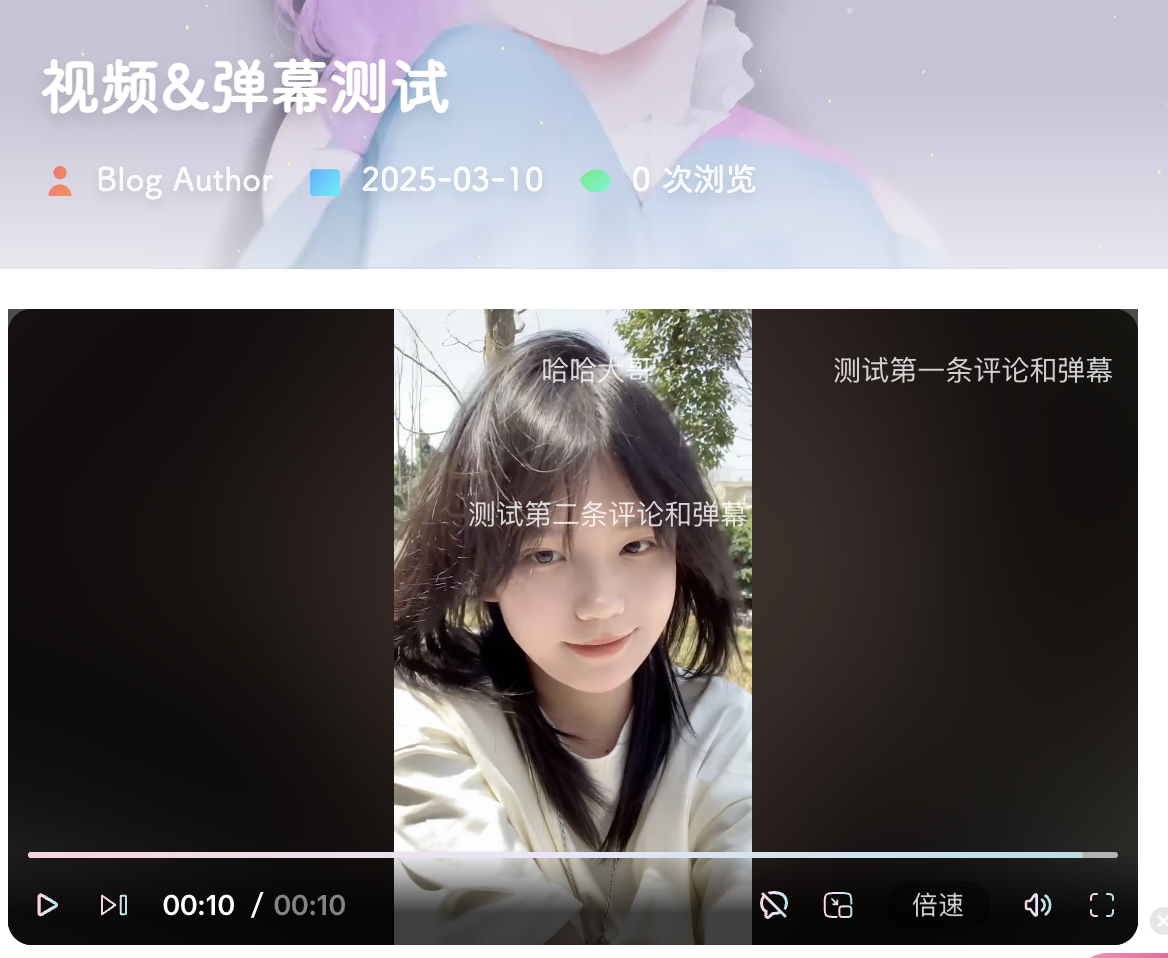 视频&弹幕测试
Blog Author 2025-03-10 0 次浏览
哈哈大哥 测试第一条评论和弹幕
测试第二条评论和弹幕
00:10 / 00:10 倍速